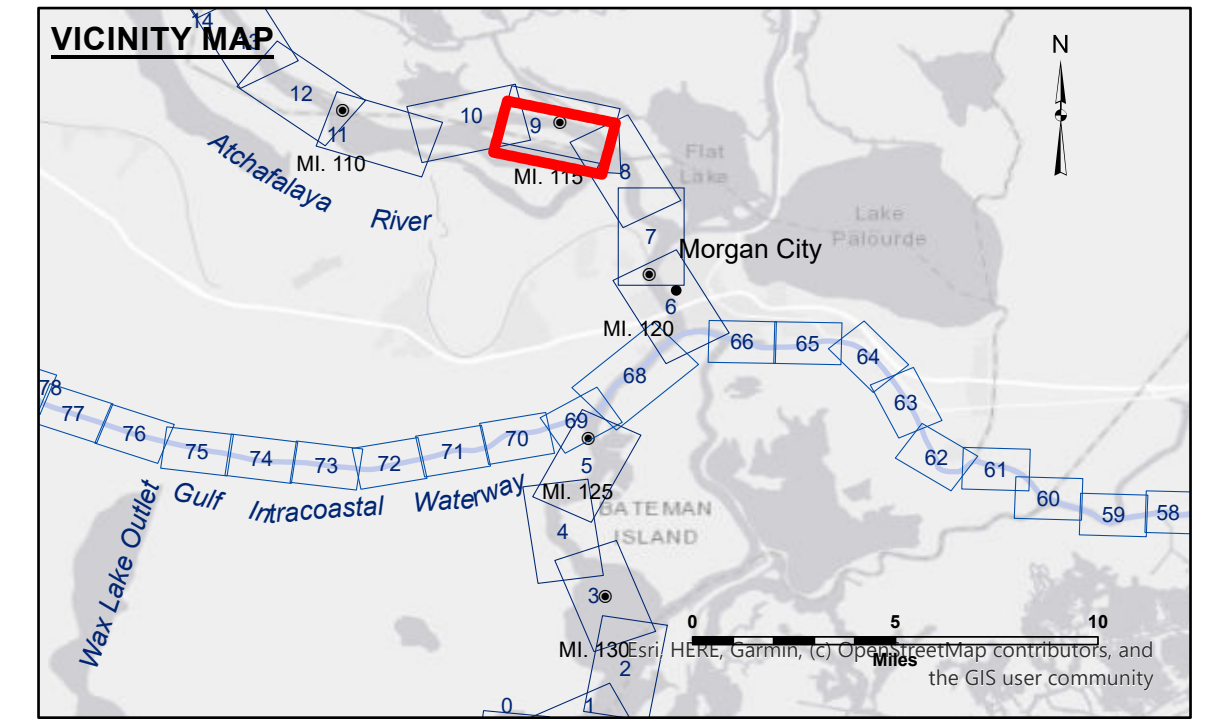 VICINITY MAP
N
14
13
12
11
MI. 110
10
9
MI. 115
8
Flat
Lake
Atchafalaya River
Lake
Palourde
7
Morgan City
6
MI. 120
66
65
64
63
62
61
60
59
58
68
69
70
71
72
73
74
75
76
77
78
Gulf Intracoastal Waterway
Wax Lake Outlet
5
MI. 125
4
BATEMAN
ISLAND
3
MI. 130
2
1
0
0 5 10
Miles
Esri, HERE, Garmin, (c) OpenStreetMap contributors, and
the GIS user community